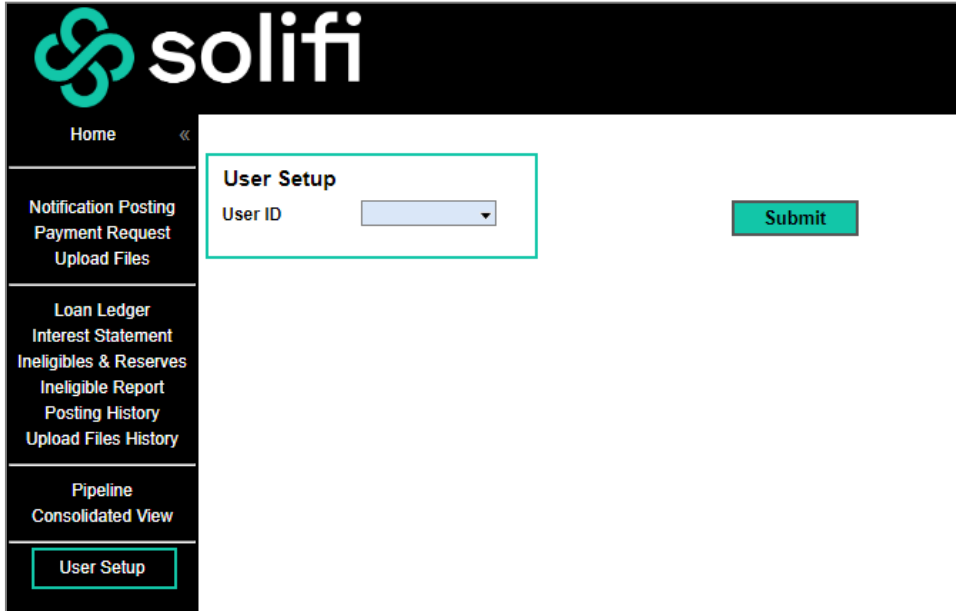 solifi
Home «
Notification Posting
Payment Request
Upload Files
Loan Ledger
Interest Statement
Ineligibles & Reserves
Ineligible Report
Posting History
Upload Files History
Pipeline
Consolidated View
User Setup
User Setup
User ID
Submit